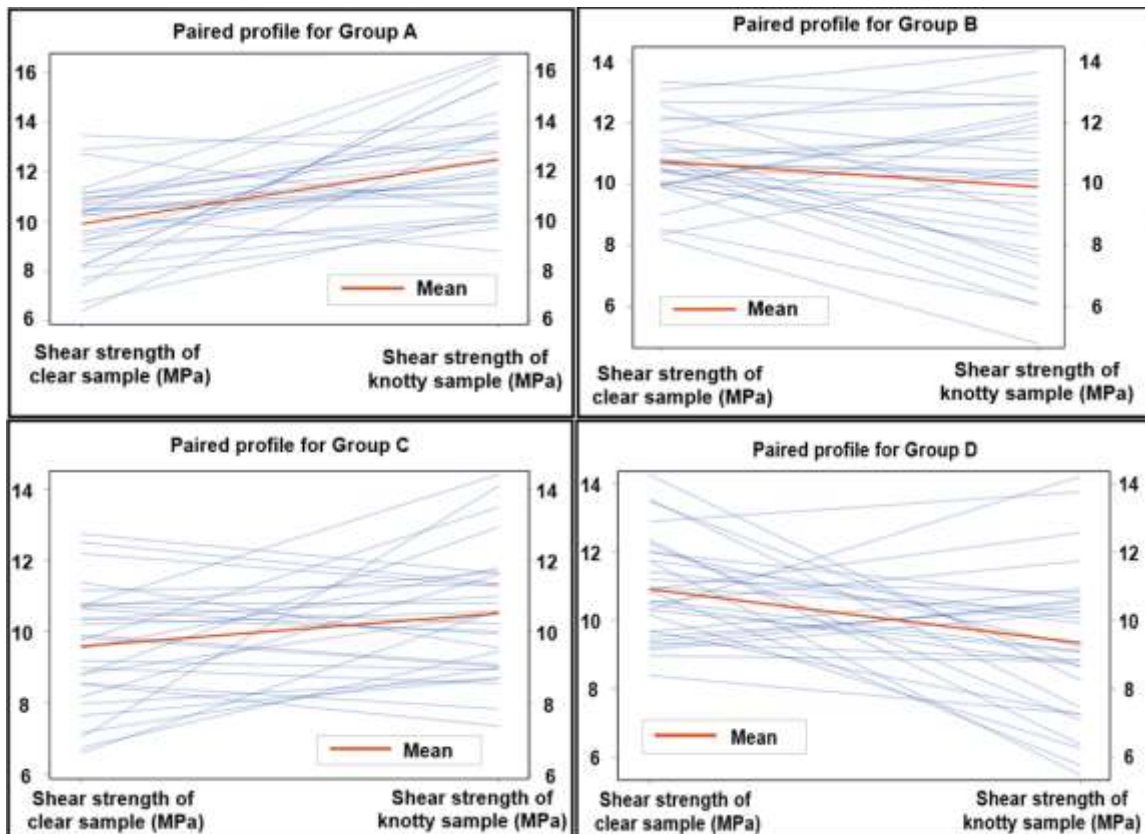 Paired profile for Group A
16
14
12
10
8
6
16
14
12
10
8
6
Mean
Shear strength of
clear sample (MPa)
Shear strength of
knotty sample (MPa)
Paired profile for Group B
14
12
10
8
6
14
12
10
8
6
Mean
Shear strength of
clear sample (MPa)
Shear strength of
knotty sample (MPa)
Paired profile for Group C
14
12
10
8
6
14
12
10
8
6
Mean
Shear strength of
clear sample (MPa)
Shear strength of
knotty sample (MPa)
Paired profile for Group D
14
12
10
8
6
14
12
10
8
6
Mean
Shear strength of
clear sample (MPa)
Shear strength of
knotty sample (MPa)